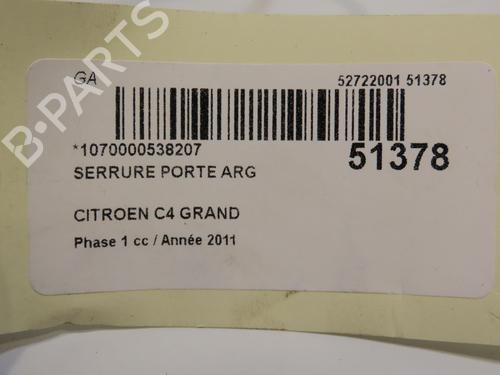 GA
52722001 51378
*1070000538207
51378
SERRURE PORTE ARG
CITROEN C4 GRAND
Phase 1 cc / Année 2011
B-PARTS